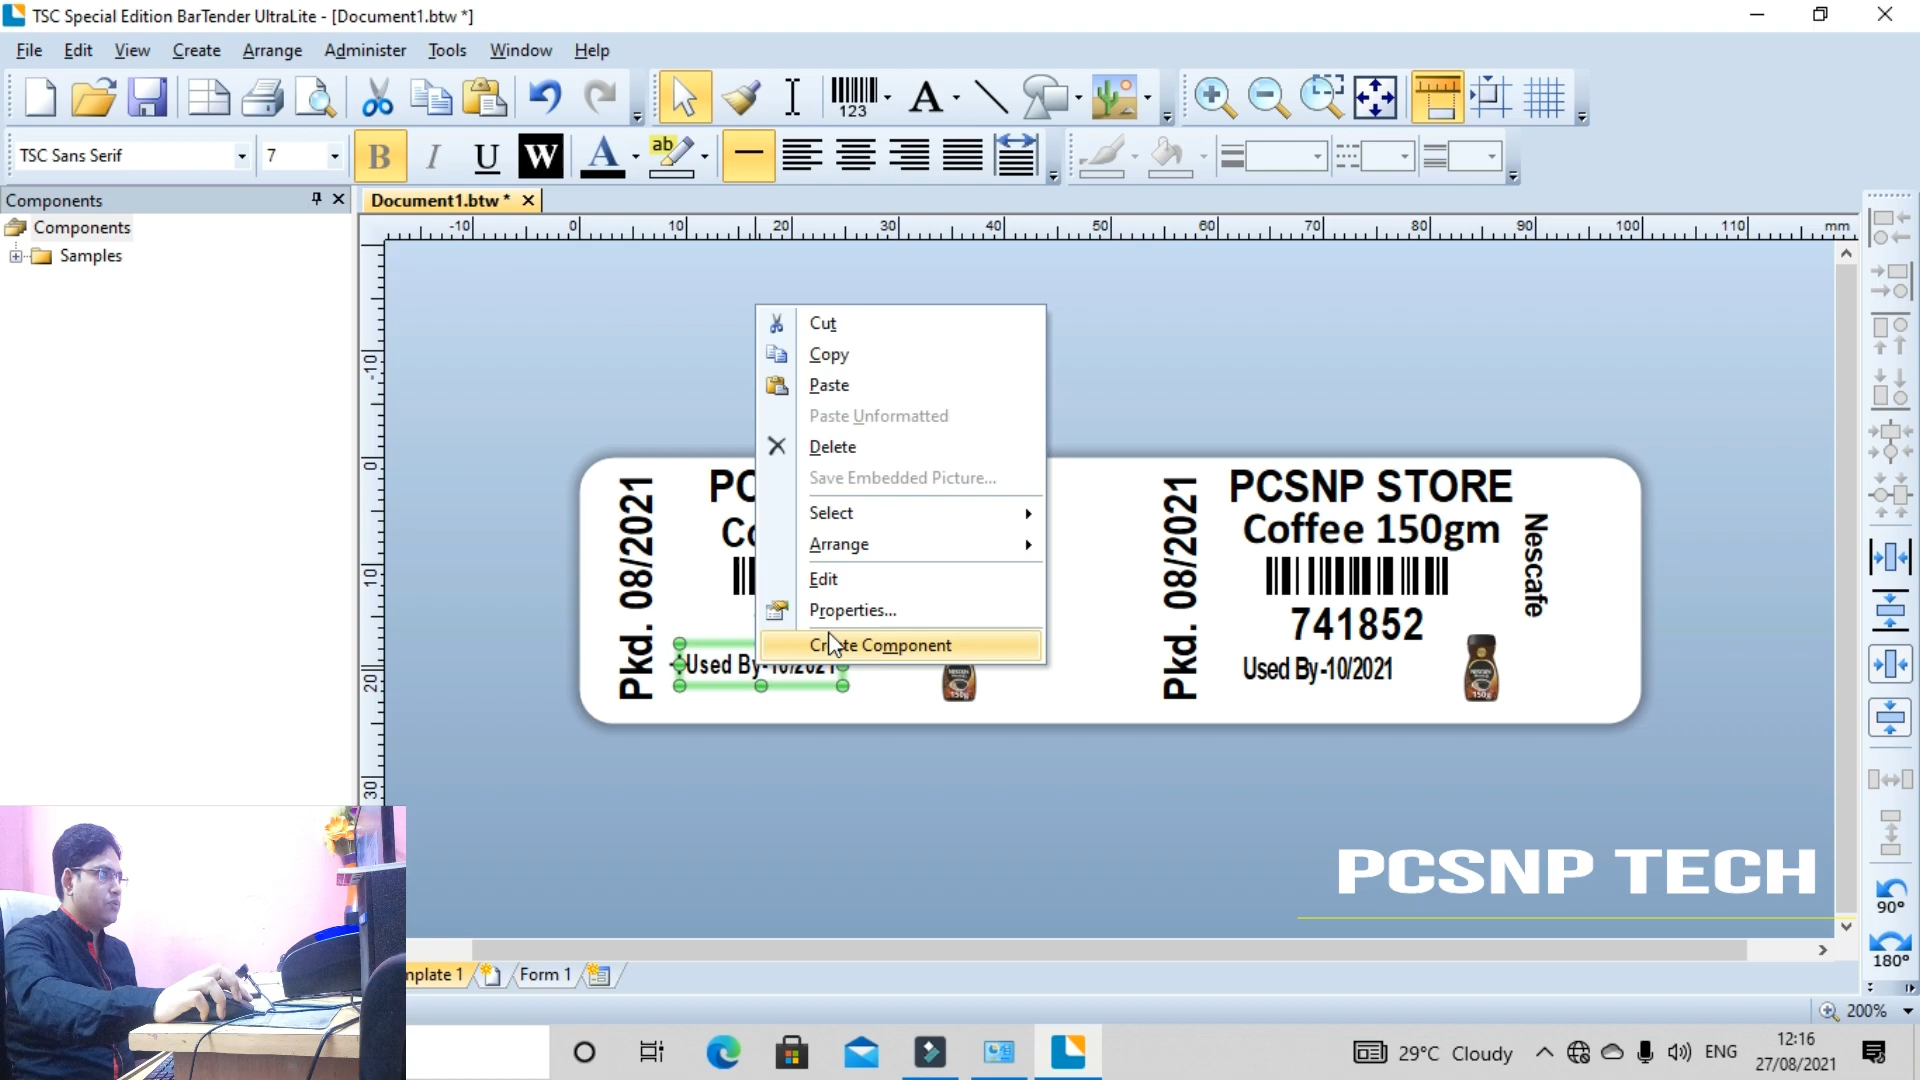 TSC Special Edition BarTender UltraLite - [Document1.btw *]
File Edit View Create Arrange Administer Tools Window Help
123
TSC Sans Serif 7 B I U W A ab
Components
Document1.btw *
Components
Samples
-10 0 10 20 30 40 50 60 70 80 90 100 110 mm
-10
0
10
20
30
Cut
Copy
Paste
Paste Unformatted
Delete
Save Embedded Picture...
Select
Arrange
Edit
Properties...
Create Component
Pkd. 08/2021
PC
Co
Used By-10/2021
Pkd. 08/2021
PCSNP STORE
Coffee 150gm
741852
Used By-10/2021
Nescafe
150g
150g
PCSNP TECH
90°
180°
mplate 1
Form 1
200%
29°C Cloudy
ENG
12:16
27/08/2021